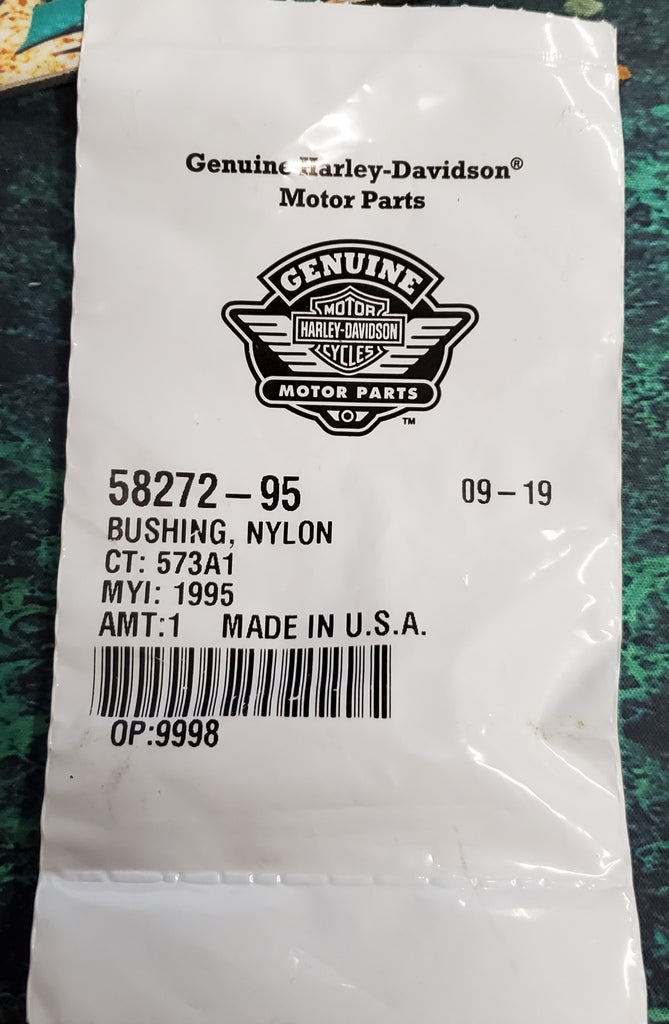 Genuine Harley-Davidson®
Motor Parts
GENUINE
MOTOR
HARLEY-DAVIDSON
CYCLES
MOTOR PARTS
TM
58272-95 09-19
BUSHING, NYLON
CT: 573A1
MYI: 1995
AMT:1 MADE IN U.S.A.
OP:9998